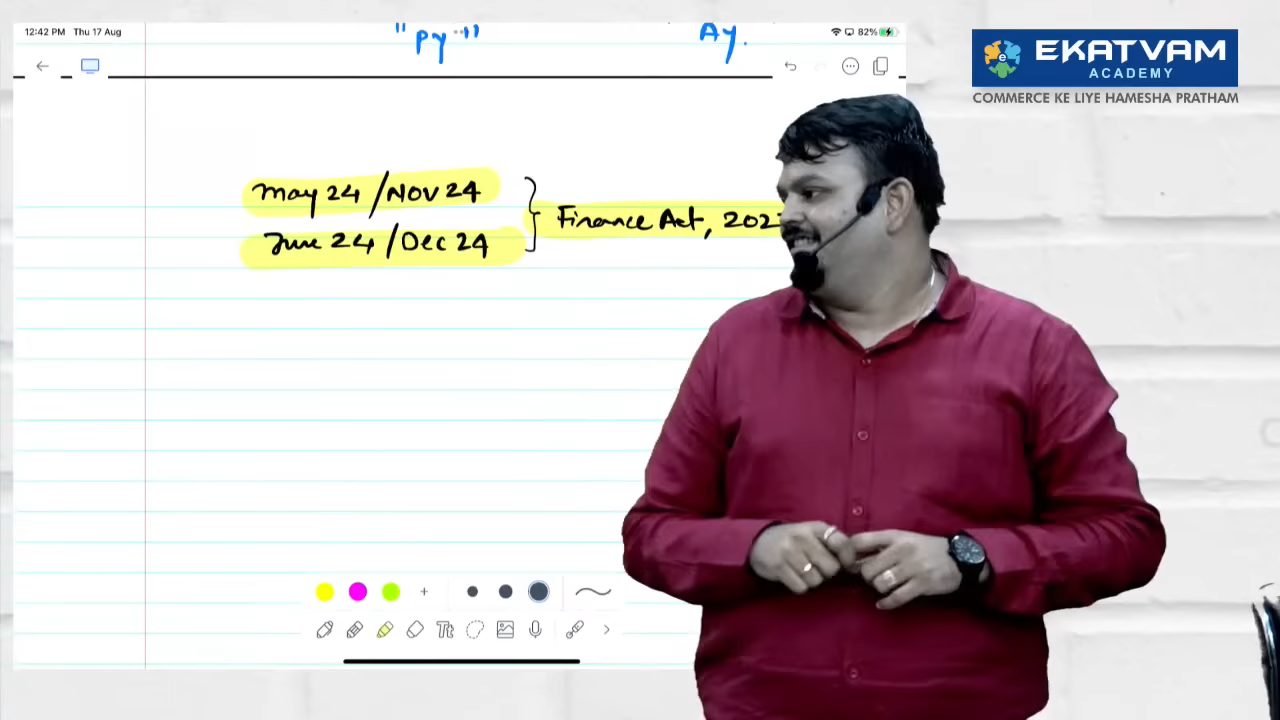 12:42 PM Thu 17 Aug
82%
"PY"
AY.
EKATVAM
ACADEMY
COMMERCE KE LIYE HAMESHA PRATHAM
May 24 / Nov 24
June 24 / Dec 24
Finance Act, 202
Tt